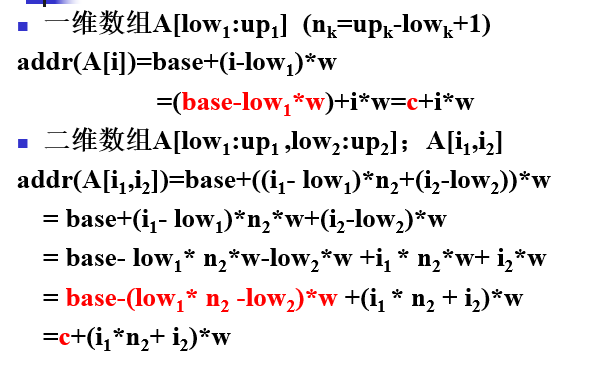 ■ 一维数组A[low₁:up₁] (nₖ=upₖ-lowₖ+1)
addr(A[i])=base+(i-low₁)*w
=(base-low₁*w)+i*w=c+i*w
■ 二维数组A[low₁:up₁ ,low₂:up₂]；A[i₁,i₂]
addr(A[i₁,i₂])=base+((i₁- low₁)*n₂+(i₂-low₂))*w
= base+(i₁- low₁)*n₂*w+(i₂-low₂)*w
= base- low₁* n₂*w-low₂*w +i₁ * n₂*w+ i₂*w
= base-(low₁* n₂ -low₂)*w +(i₁ * n₂ + i₂)*w
=c+(i₁*n₂+ i₂)*w